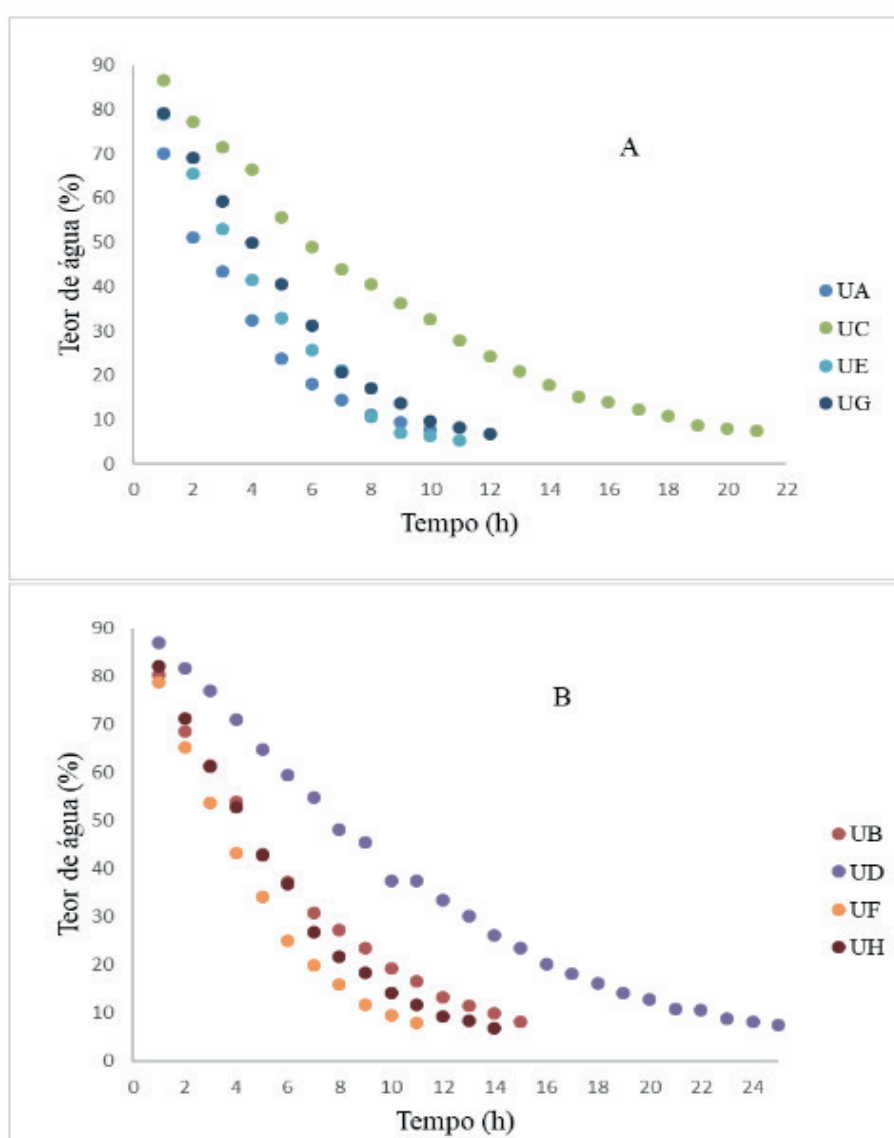 90
80
70
60
50
40
30
20
10
0
Teor de água (%)
A
UA
UC
UE
UG
0 2 4 6 8 10 12 14 16 18 20 22
Tempo (h)
90
80
70
60
50
40
30
20
10
0
Teor de água (%)
B
UB
UD
UF
UH
0 2 4 6 8 10 12 14 16 18 20 22 24
Tempo (h)